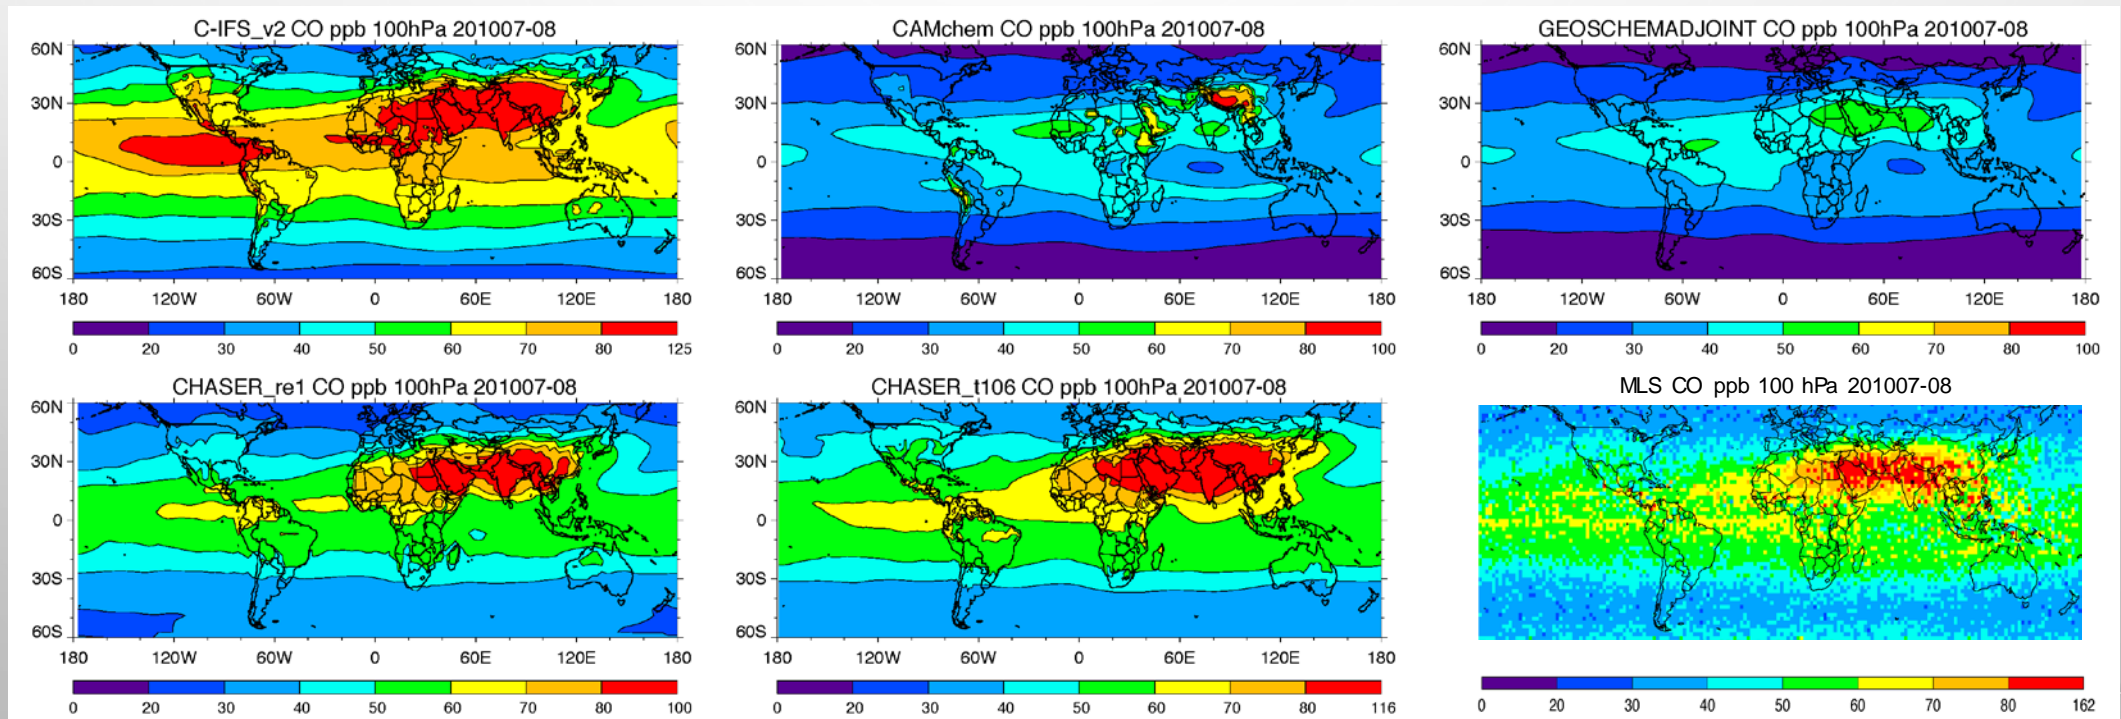 C-IFS_v2 CO ppb 100hPa 201007-08
60N
30N
0
30S
60S
180 120W 60W 0 60E 120E 180
0 20 30 40 50 60 70 80 125
CAMchem CO ppb 100hPa 201007-08
60N
30N
0
30S
60S
180 120W 60W 0 60E 120E 180
0 20 30 40 50 60 70 80 100
GEOSCHEMADJOINT CO ppb 100hPa 201007-08
60N
30N
0
30S
60S
180 120W 60W 0 60E 120E 180
0 20 30 40 50 60 70 80 100
CHASER_re1 CO ppb 100hPa 201007-08
60N
30N
0
30S
60S
180 120W 60W 0 60E 120E 180
0 20 30 40 50 60 70 80 100
CHASER_t106 CO ppb 100hPa 201007-08
60N
30N
0
30S
60S
180 120W 60W 0 60E 120E 180
0 20 30 40 50 60 70 80 116
MLS CO ppb 100 hPa 201007-08
0 20 30 40 50 60 70 80 162